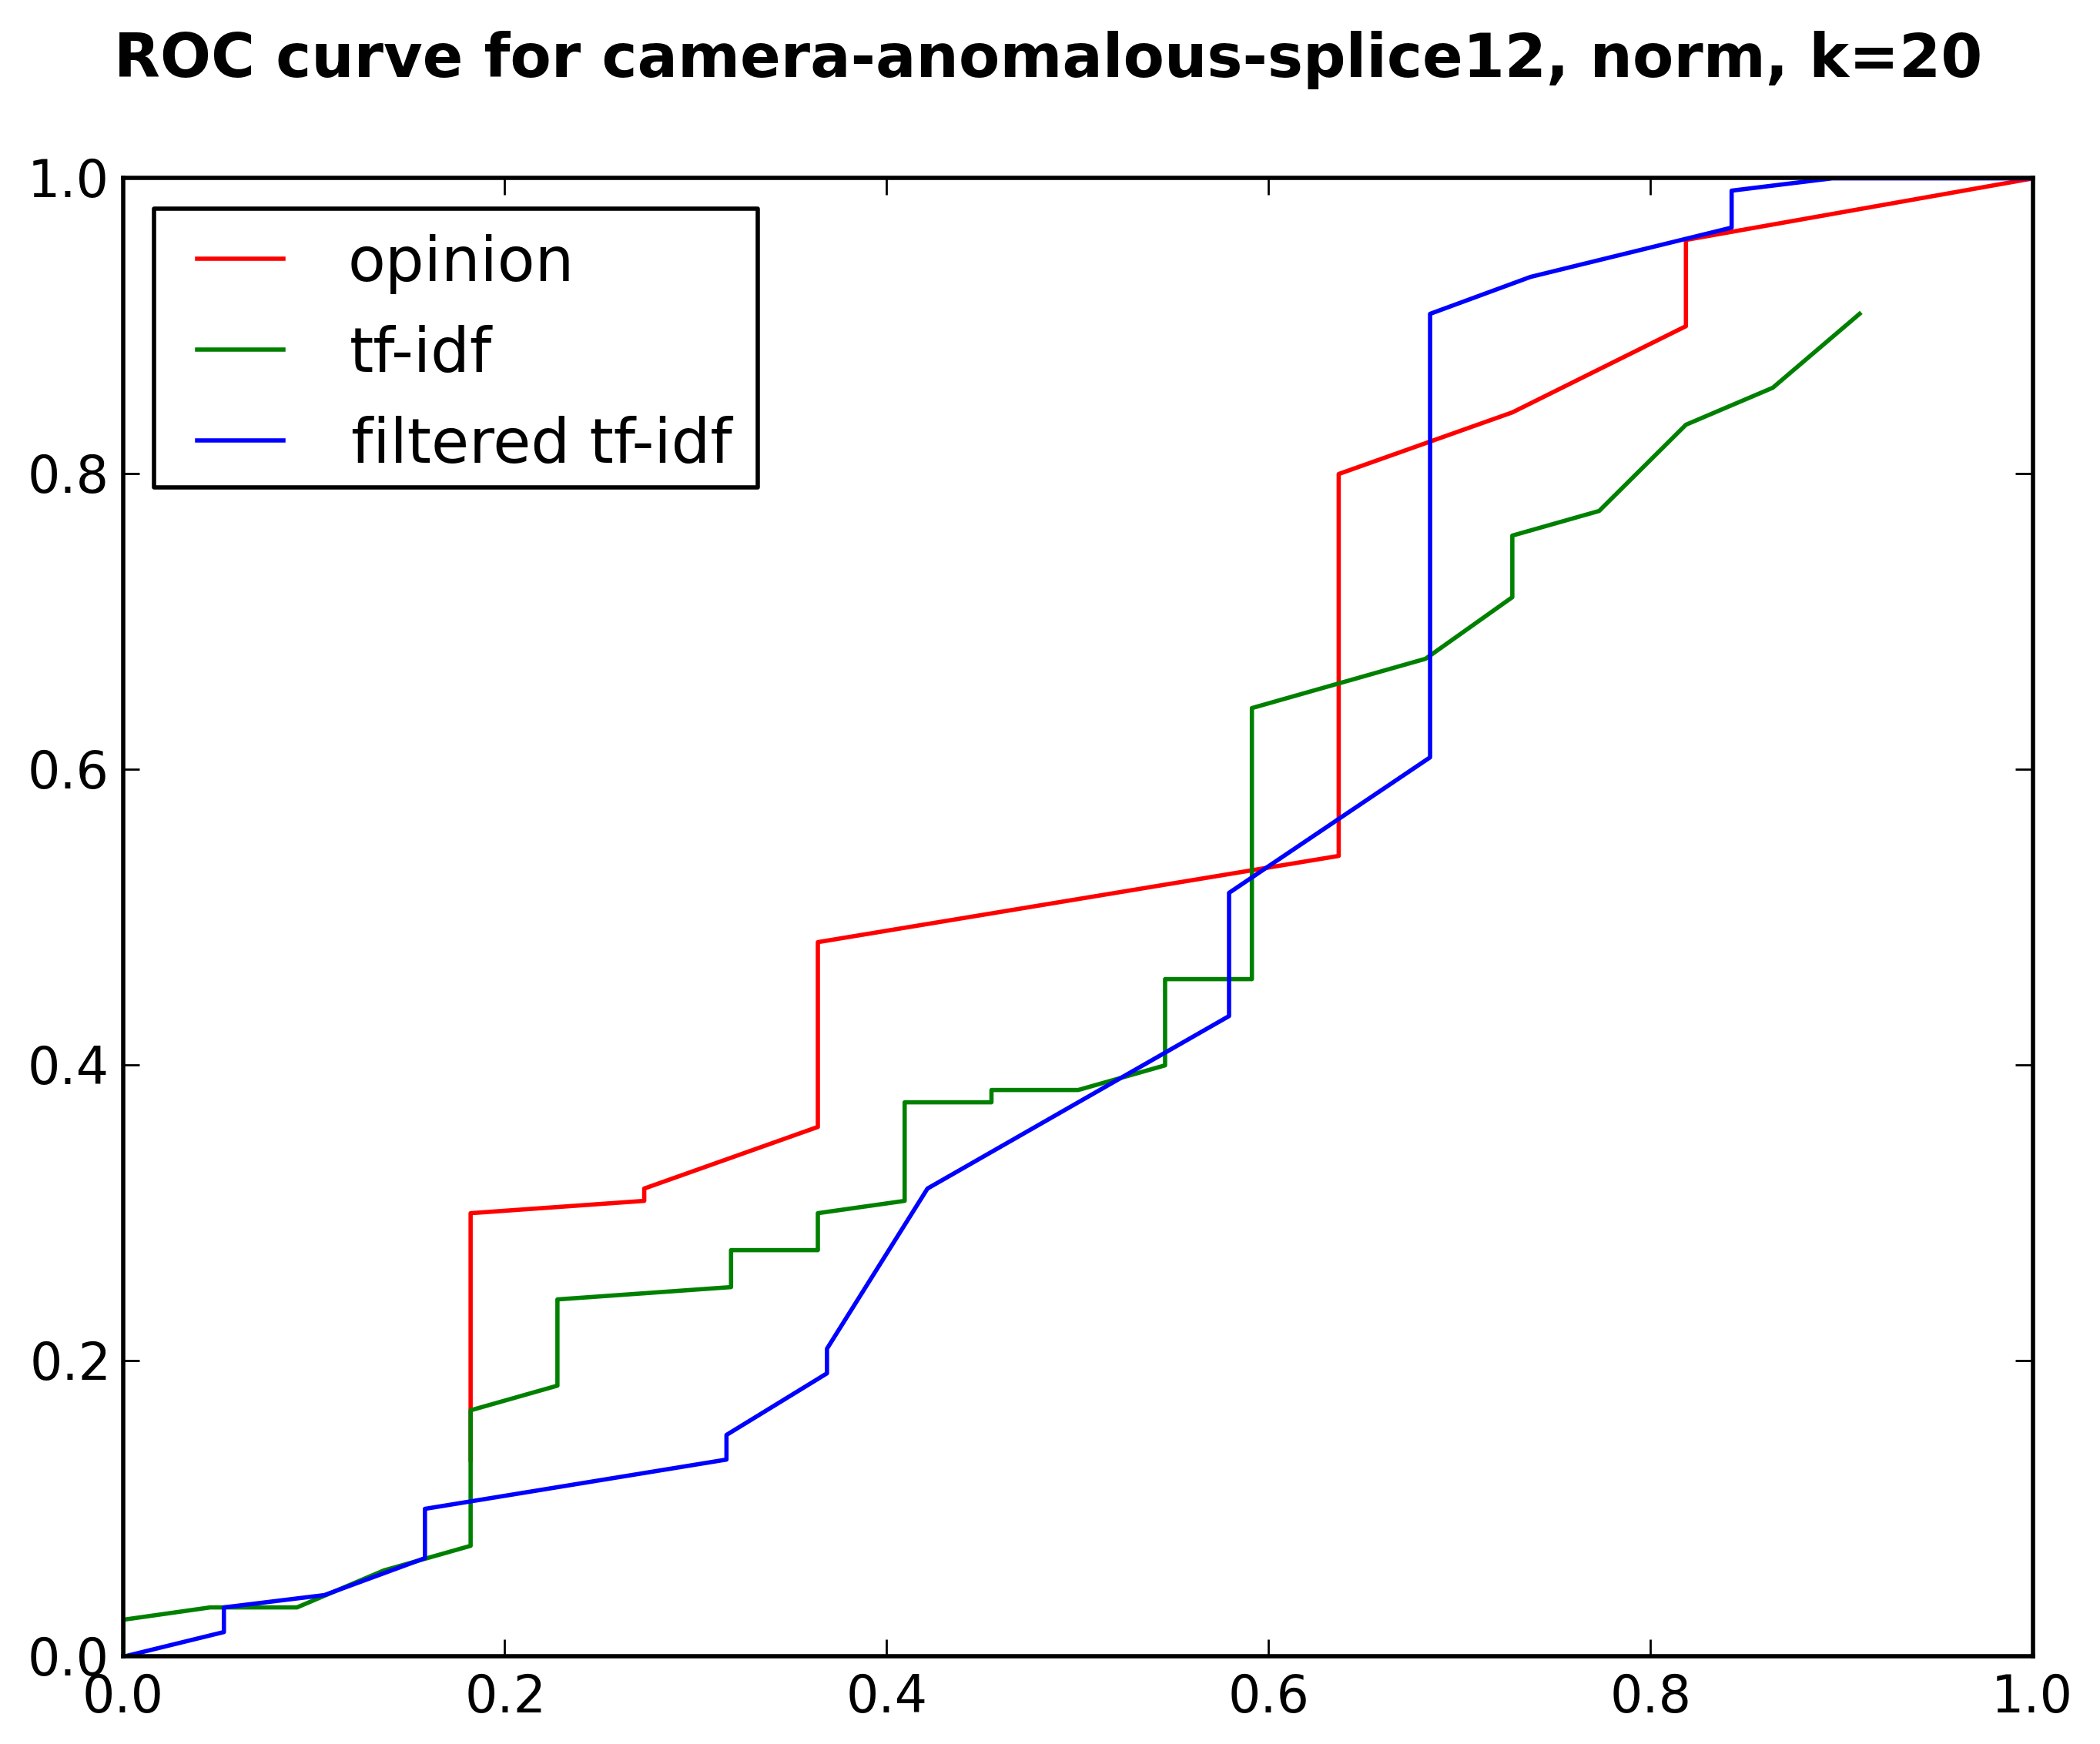 ROC curve for camera-anomalous-splice12, norm, k=20
1.0
opinion
tf-idf
filtered tf-idf
0.8
0.6
0.4
0.2
0.0
0.0 0.2 0.4 0.6 0.8 1.0